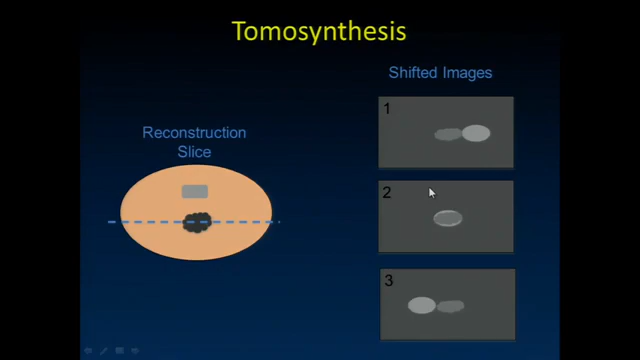 Tomosynthesis
Shifted Images
Reconstruction
Slice
1
2
3